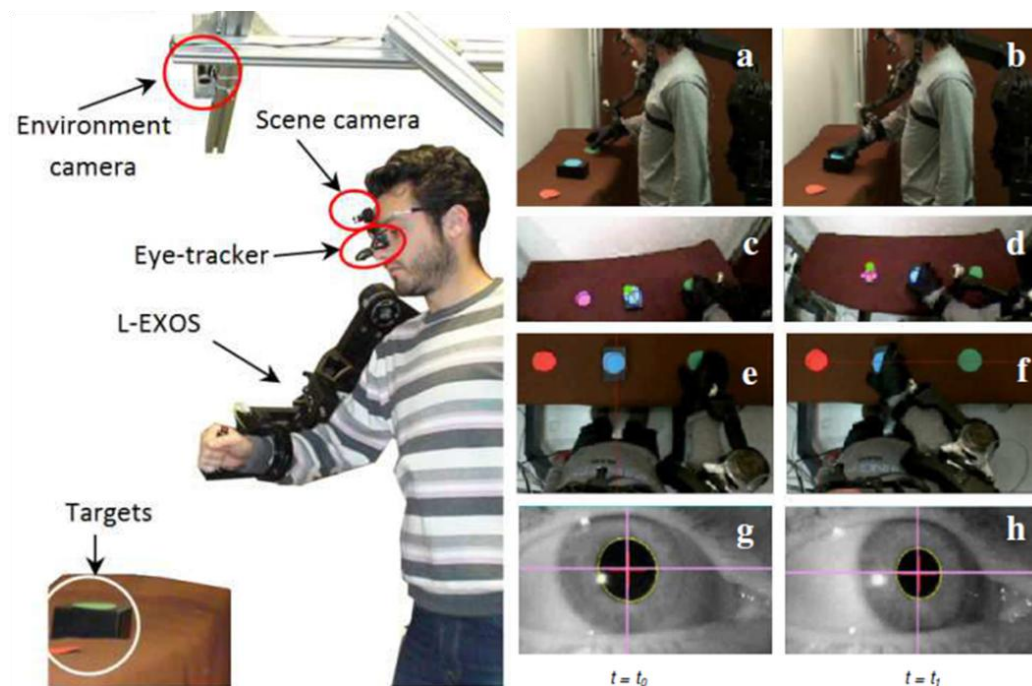 Environment
camera
Scene camera
Eye-tracker
L-EXOS
Targets
a
b
c
d
e
f
g
h
t = t0
t = t1